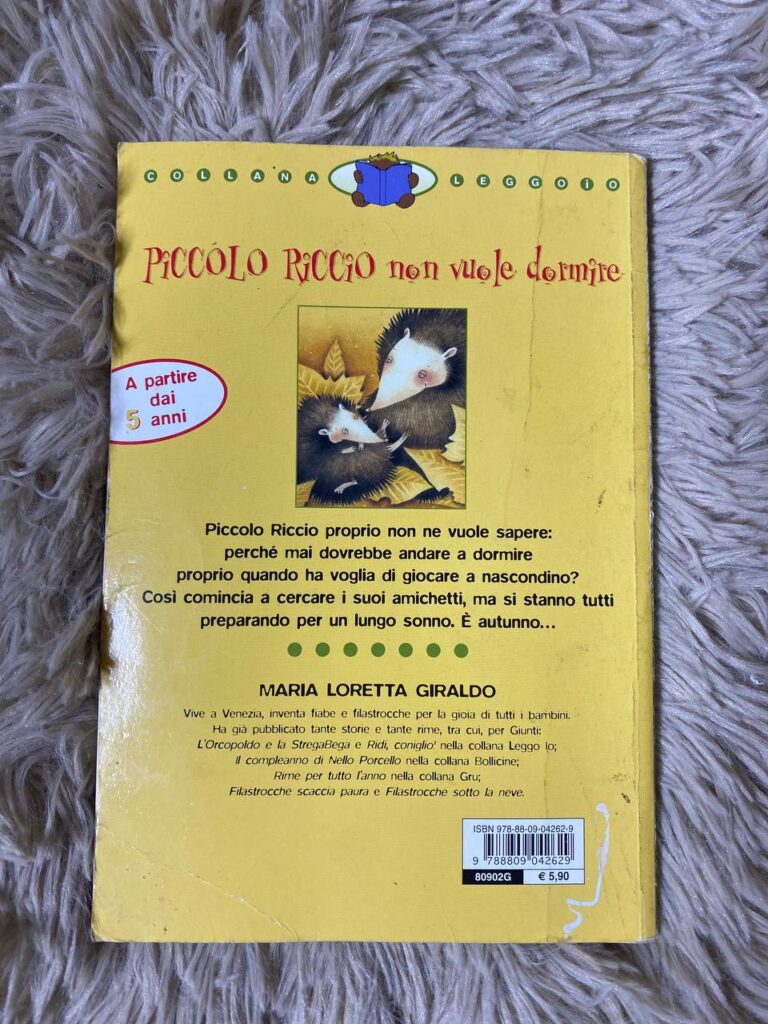 COLLANA LEGGOiO
PiCCOLO RiCCiO non vuole dormire
A partire
dai
5 anni
Piccolo Riccio proprio non ne vuole sapere:
perché mai dovrebbe andare a dormire
proprio quando ha voglia di giocare a nascondino?
Così comincia a cercare i suoi amichetti, ma si stanno tutti
preparando per un lungo sonno. È autunno...
MARIA LORETTA GIRALDO
Vive a Venezia, inventa fiabe e filastrocche per la gioia di tutti i bambini.
Ha già pubblicato tante storie e tante rime, tra cui, per Giunti:
L'Orcopoldo e la StregaBega e Ridi, coniglio! nella collana Leggo Io;
Il compleanno di Nello Porcello nella collana Bollicine;
Rime per tutto l'anno nella collana Gru;
Filastrocche scaccia paura e Filastrocche sotto la neve.
ISBN 978-88-09-04262-9
9 788809 042629
80902G € 5,90